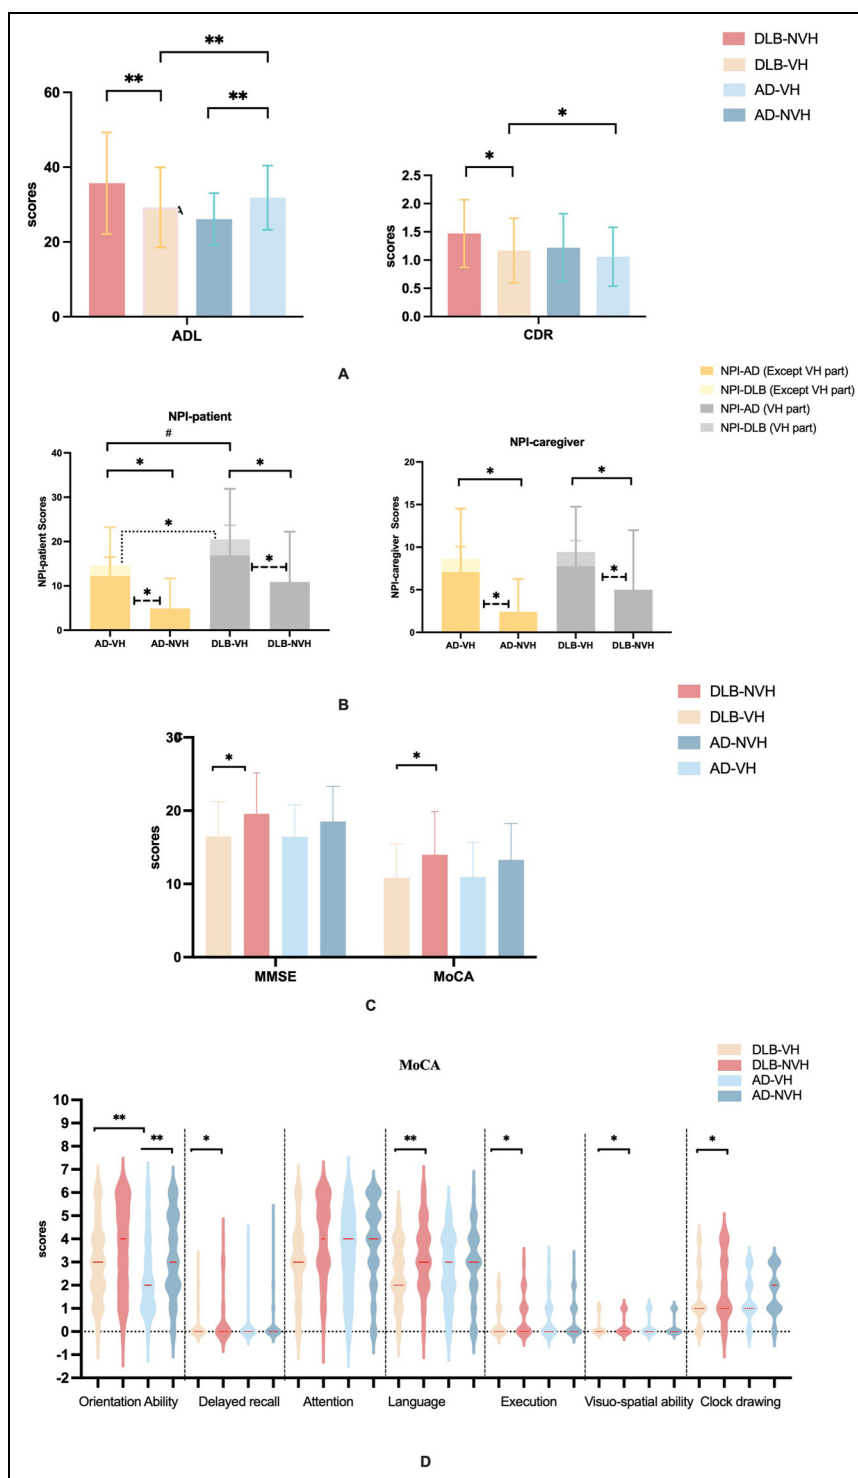 DLB-NVH
DLB-VH
AD-VH
AD-NVH
** ** **
60
40
20
0
scores
ADL
* *
2.5
2.0
1.5
1.0
0.5
0.0
scores
CDR
A
NPI-AD (Except VH part)
NPI-DLB (Except VH part)
NPI-AD (VH part)
NPI-DLB (VH part)
NPI-patient
#
* *
* * *
40
30
20
10
0
NPI-patient Scores
AD-VH AD-NVH DLB-VH DLB-NVH
NPI-caregiver
* *
* *
20
15
10
5
0
NPI-caregiver Scores
AD-VH AD-NVH DLB-VH DLB-NVH
B
DLB-NVH
DLB-VH
AD-NVH
AD-VH
* *
30
20
10
0
scores
MMSE MoCA
C
MoCA
DLB-VH
DLB-NVH
AD-VH
AD-NVH
** ** * ** * * *
10
9
8
7
6
5
4
3
2
1
0
-1
-2
scores
Orientation Ability Delayed recall Attention Language Execution Visuo-spatial ability Clock drawing
D